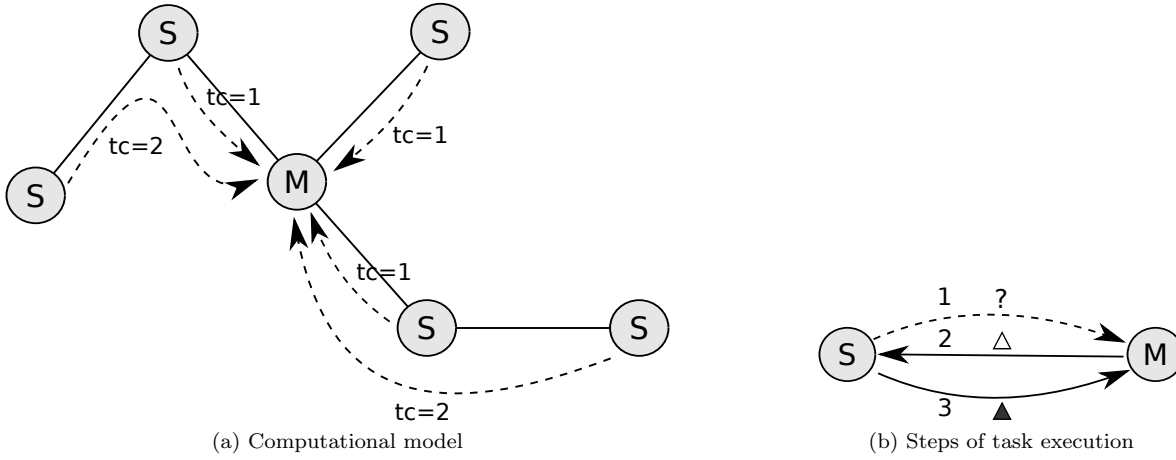 S
S
tc=1
tc=1
tc=2
S
M
tc=1
S
S
tc=2
(a) Computational model
1
?
2
S
M
3
(b) Steps of task execution